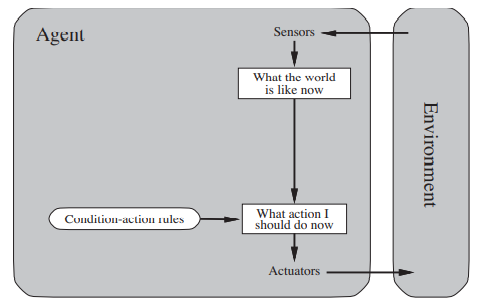 Agent
Sensors
What the world
is like now
Environment
Condition-action rules
What action I
should do now
Actuators